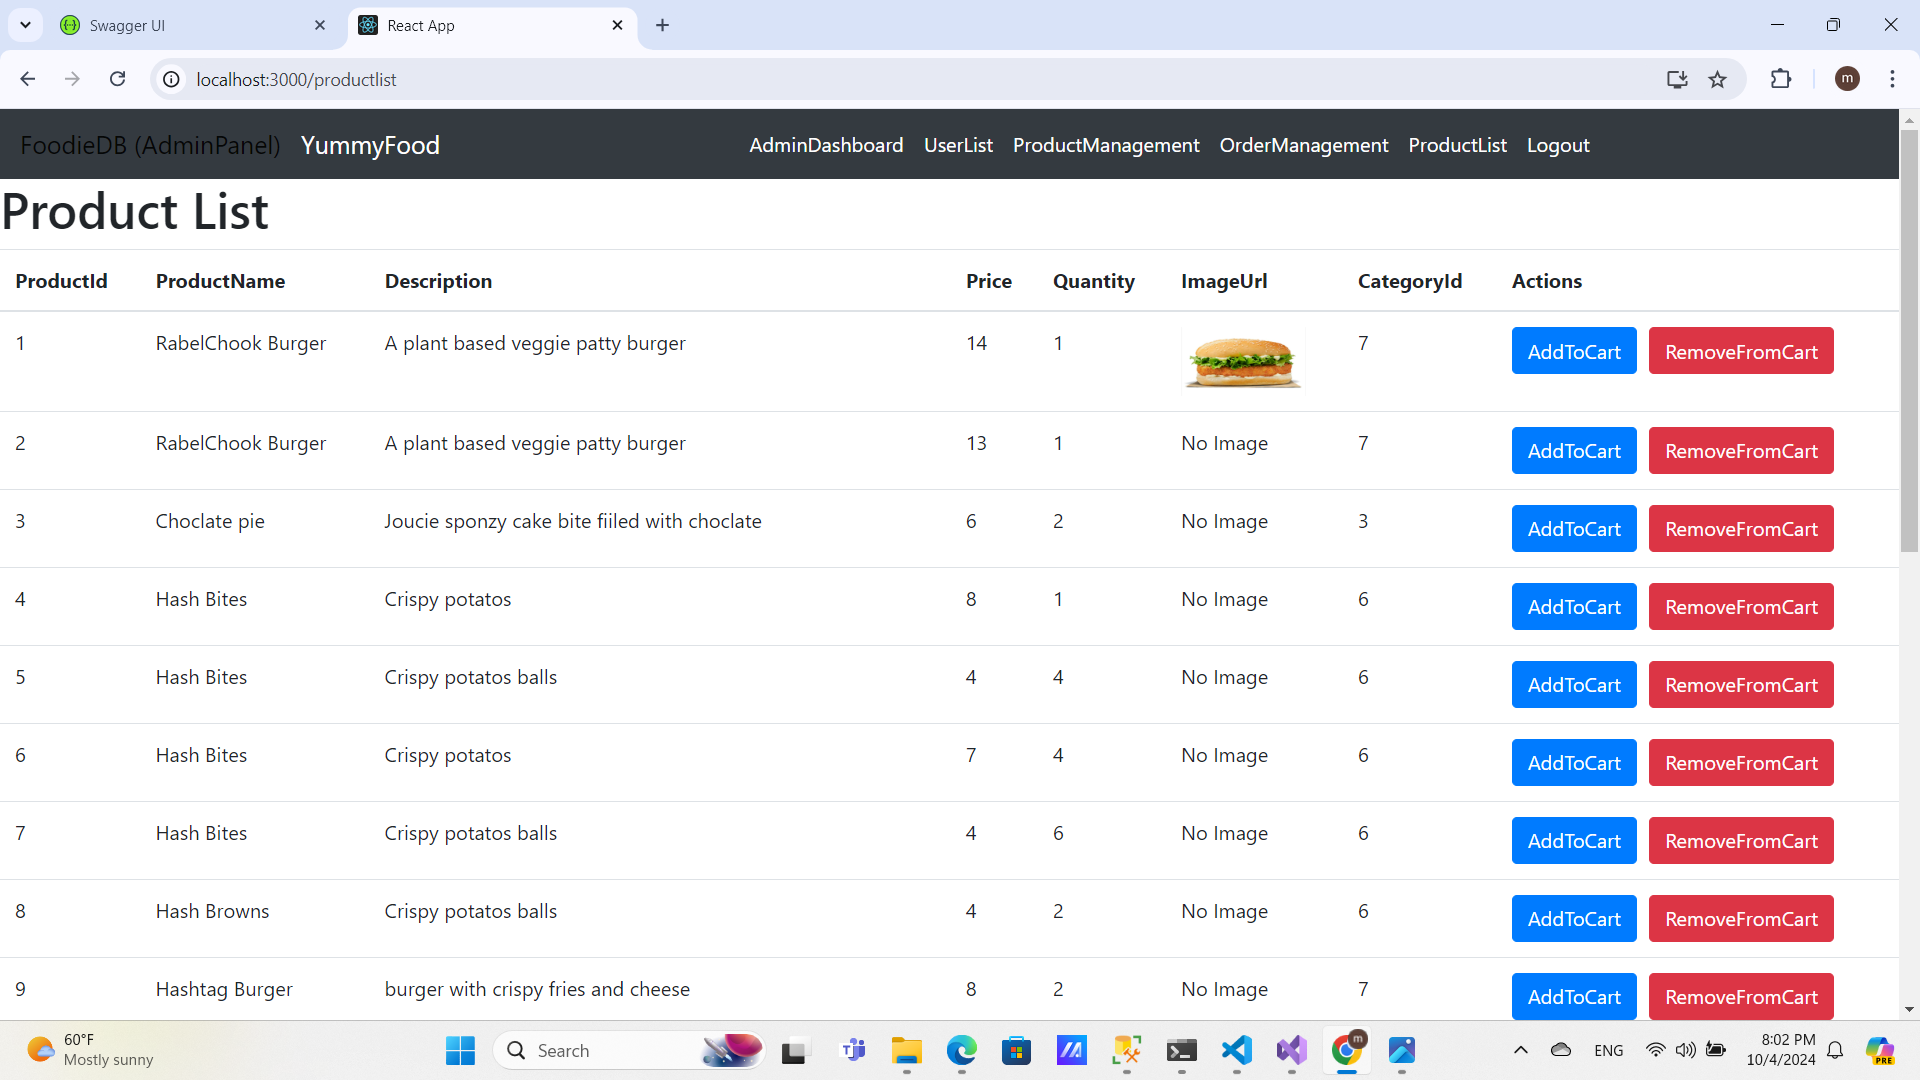 Swagger UI
React App
localhost:3000/productlist
m
FoodieDB (AdminPanel) YummyFood AdminDashboard UserList ProductManagement OrderManagement ProductList Logout
Product List
ProductId ProductName Description Price Quantity ImageUrl CategoryId Actions
1 RabelChook Burger A plant based veggie patty burger 14 1 7 AddToCart RemoveFromCart
2 RabelChook Burger A plant based veggie patty burger 13 1 No Image 7 AddToCart RemoveFromCart
3 Choclate pie Joucie sponzy cake bite fiiled with choclate 6 2 No Image 3 AddToCart RemoveFromCart
4 Hash Bites Crispy potatos 8 1 No Image 6 AddToCart RemoveFromCart
5 Hash Bites Crispy potatos balls 4 4 No Image 6 AddToCart RemoveFromCart
6 Hash Bites Crispy potatos 7 4 No Image 6 AddToCart RemoveFromCart
7 Hash Bites Crispy potatos balls 4 6 No Image 6 AddToCart RemoveFromCart
8 Hash Browns Crispy potatos balls 4 2 No Image 6 AddToCart RemoveFromCart
9 Hashtag Burger burger with crispy fries and cheese 8 2 No Image 7 AddToCart RemoveFromCart
60°F
Mostly sunny
Search
m
ENG
8:02 PM
10/4/2024
PRE